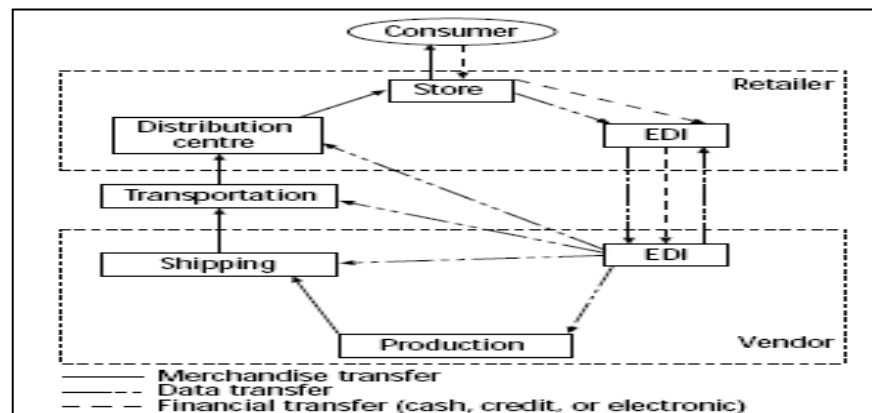 Consumer
Store
Retailer
Distribution
centre
EDI
Transportation
Shipping
EDI
Production
Vendor
Merchandise transfer
Data transfer
Financial transfer (cash, credit, or electronic)